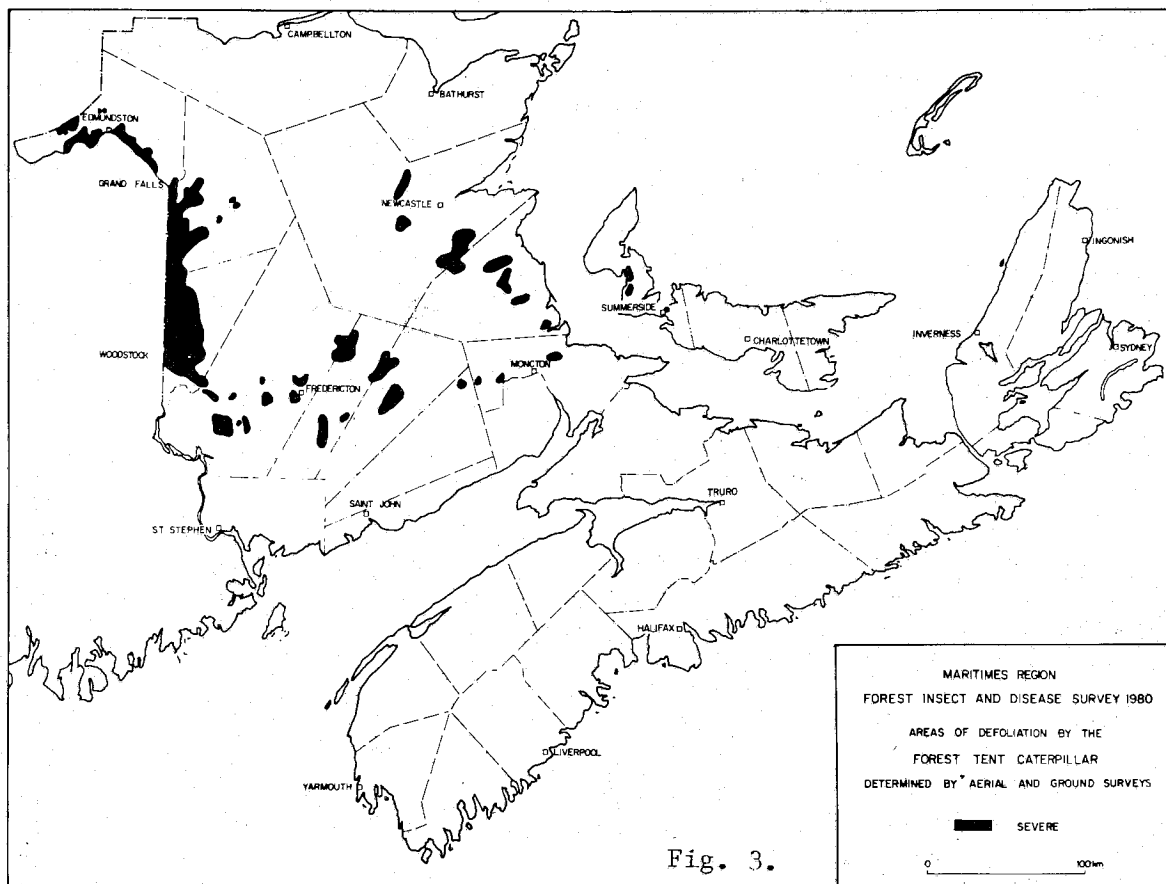 CAMPBELLTON
BATHURST
EDMUNDSTON
GRAND FALLS
NEWCASTLE
INGONISH
SUMMERSIDE
CHARLOTTETOWN
INVERNESS
SYDNEY
WOODSTOCK
MONCTON
FREDERICTON
TRURO
SAINT JOHN
ST STEPHEN
HALIFAX
LIVERPOOL
YARMOUTH
MARITIMES REGION
FOREST INSECT AND DISEASE SURVEY 1980
AREAS OF DEFOLIATION BY THE
FOREST TENT CATERPILLAR
DETERMINED BY AERIAL AND GROUND SURVEYS
SEVERE
0 100 km
Fig. 3.